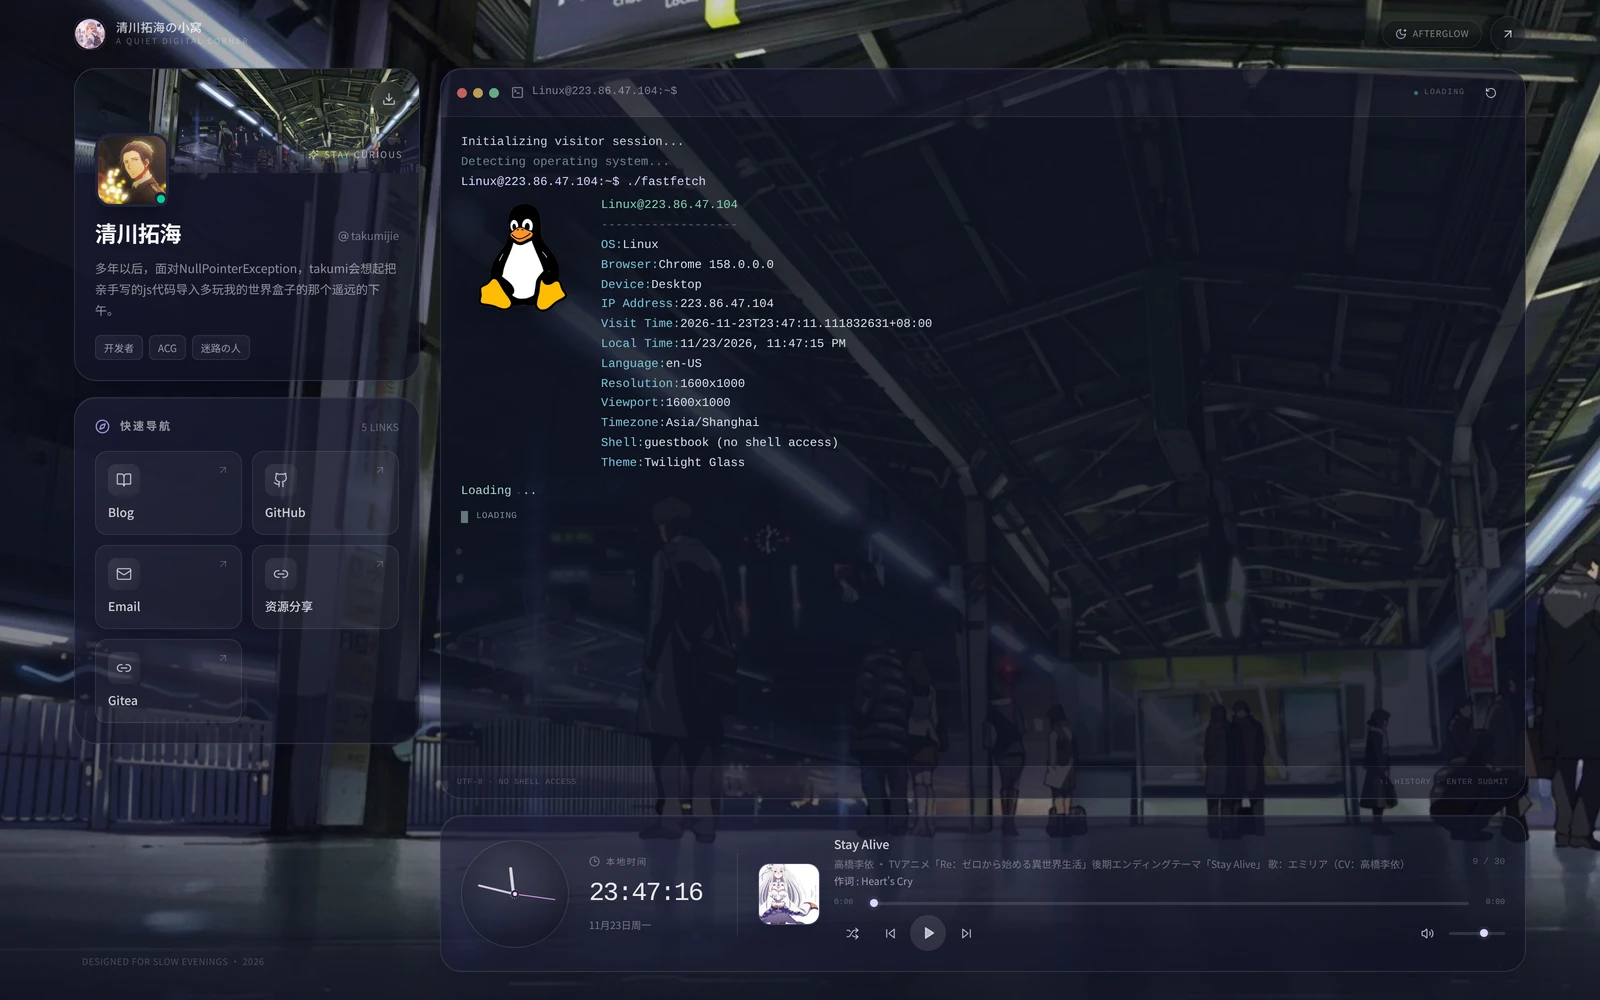 清川拓海の小窝
A QUIET DIGITAL CORNER
AFTERGLOW
STAY CURIOUS
清川拓海
@takumijie
多年以后，面对NullPointerException，takumi会想起把
亲手写的js代码导入多玩我的世界盒子的那个遥远的下
午。
开发者
ACG
迷路の人
快速导航
5 LINKS
Blog
GitHub
Email
资源分享
Gitea
DESIGNED FOR SLOW EVENINGS • 2026
Linux@223.86.47.104:~$
LOADING
Initializing visitor session...
Detecting operating system...
Linux@223.86.47.104:~$ ./fastfetch
Linux@223.86.47.104
-------------------
OS:Linux
Browser:Chrome 158.0.0.0
Device:Desktop
IP Address:223.86.47.104
Visit Time:2026-11-23T23:47:11.111832631+08:00
Local Time:11/23/2026, 11:47:15 PM
Language:en-US
Resolution:1600x1000
Viewport:1600x1000
Timezone:Asia/Shanghai
Shell:guestbook (no shell access)
Theme:Twilight Glass
Loading ...
LOADING
UTF-8 · NO SHELL ACCESS
↑↓ HISTORY · ENTER SUBMIT
本地时间
23:47:16
11月23日周一
Stay Alive
高橋李依 • TVアニメ「Re：ゼロから始める異世界生活」後期エンディングテーマ「Stay Alive」 歌：エミリア（CV：高橋李依）
9 / 30
作词 : Heart's Cry
0:00
0:00